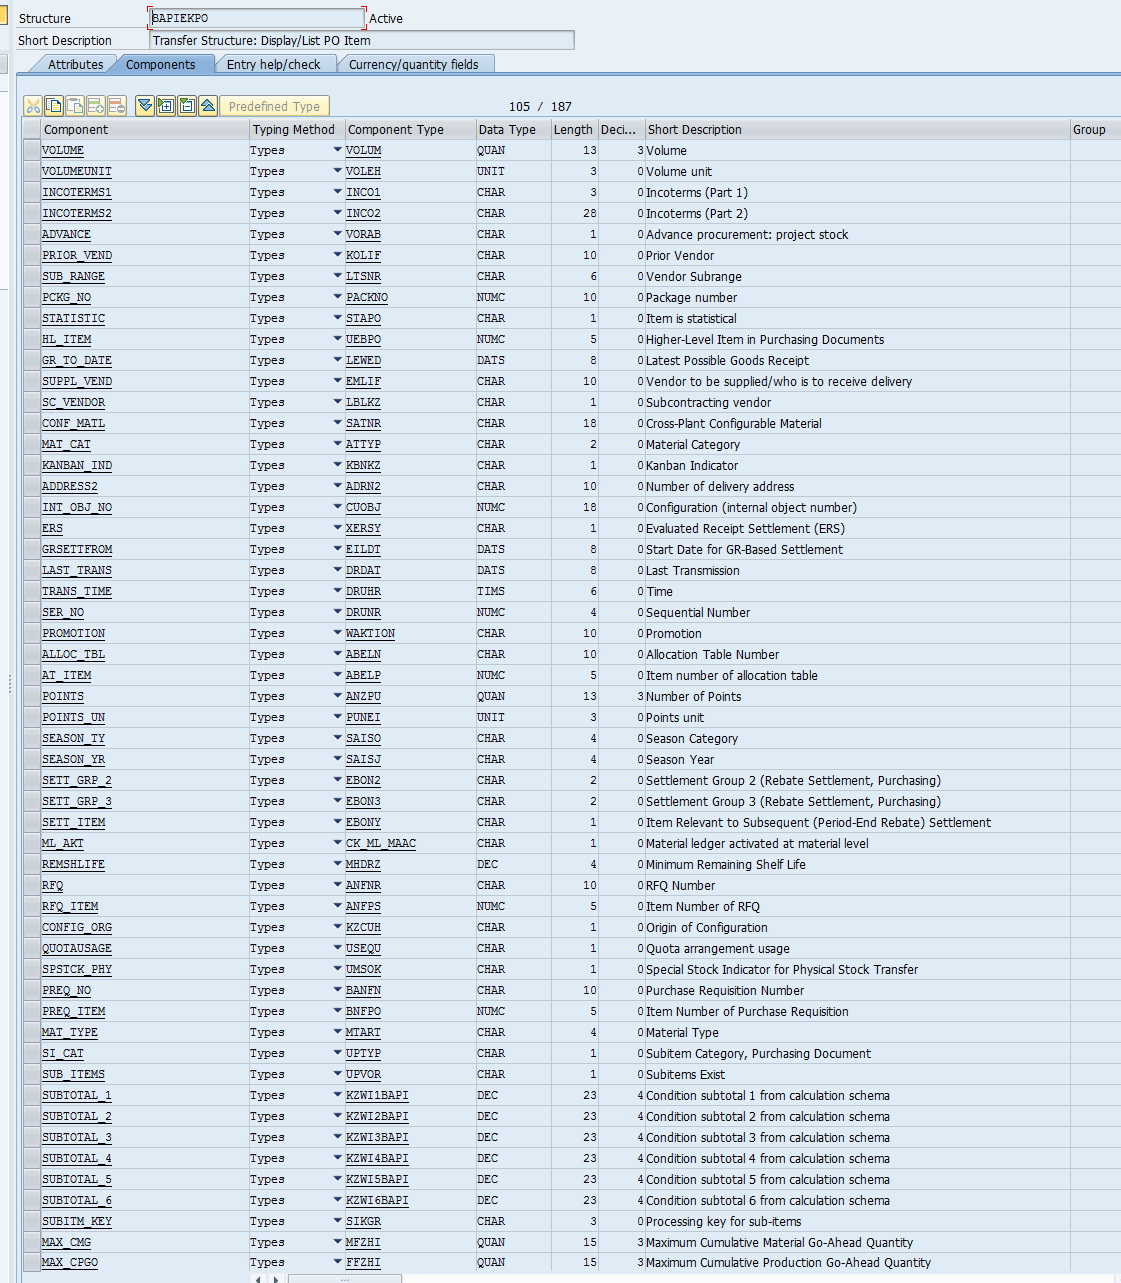 Structure BAPIEKPO Active
Short Description Transfer Structure: Display/List PO Item
Attributes Components Entry help/check Currency/quantity fields
Predefined Type 105 / 187
Component Typing Method Component Type Data Type Length Deci... Short Description Group
VOLUME Types VOLUM QUAN 13 3 Volume
VOLUMEUNIT Types VOLEH UNIT 3 0 Volume unit
INCOTERMS1 Types INCO1 CHAR 3 0 Incoterms (Part 1)
INCOTERMS2 Types INCO2 CHAR 28 0 Incoterms (Part 2)
ADVANCE Types VORAB CHAR 1 0 Advance procurement: project stock
PRIOR_VEND Types KOLIF CHAR 10 0 Prior Vendor
SUB_RANGE Types LTSNR CHAR 6 0 Vendor Subrange
PCKG_NO Types PACKNO NUMC 10 0 Package number
STATISTIC Types STAPO CHAR 1 0 Item is statistical
HL_ITEM Types UEBPO NUMC 5 0 Higher-Level Item in Purchasing Documents
GR_TO_DATE Types LEWED DATS 8 0 Latest Possible Goods Receipt
SUPPL_VEND Types EMLIF CHAR 10 0 Vendor to be supplied/who is to receive delivery
SC_VENDOR Types LBLKZ CHAR 1 0 Subcontracting vendor
CONF_MATL Types SATNR CHAR 18 0 Cross-Plant Configurable Material
MAT_CAT Types ATTYP CHAR 2 0 Material Category
KANBAN_IND Types KBNKZ CHAR 1 0 Kanban Indicator
ADDRESS2 Types ADRN2 CHAR 10 0 Number of delivery address
INT_OBJ_NO Types CUOBJ NUMC 18 0 Configuration (internal object number)
ERS Types XERSY CHAR 1 0 Evaluated Receipt Settlement (ERS)
GRSETTFROM Types EILDT DATS 8 0 Start Date for GR-Based Settlement
LAST_TRANS Types DRDAT DATS 8 0 Last Transmission
TRANS_TIME Types DRUHR TIMS 6 0 Time
SER_NO Types DRUNR NUMC 4 0 Sequential Number
PROMOTION Types WAKTION CHAR 10 0 Promotion
ALLOC_TBL Types ABELN CHAR 10 0 Allocation Table Number
AT_ITEM Types ABELP NUMC 5 0 Item number of allocation table
POINTS Types ANZPU QUAN 13 3 Number of Points
POINTS_UN Types PUNEI UNIT 3 0 Points unit
SEASON_TY Types SAISO CHAR 4 0 Season Category
SEASON_YR Types SAISJ CHAR 4 0 Season Year
SETT_GRP_2 Types EBON2 CHAR 2 0 Settlement Group 2 (Rebate Settlement, Purchasing)
SETT_GRP_3 Types EBON3 CHAR 2 0 Settlement Group 3 (Rebate Settlement, Purchasing)
SETT_ITEM Types EBONY CHAR 1 0 Item Relevant to Subsequent (Period-End Rebate) Settlement
ML_AKT Types CK_ML_MAAC CHAR 1 0 Material ledger activated at material level
REMSHLIFE Types MHDRZ DEC 4 0 Minimum Remaining Shelf Life
RFQ Types ANFNR CHAR 10 0 RFQ Number
RFQ_ITEM Types ANFPS NUMC 5 0 Item Number of RFQ
CONFIG_ORG Types KZCUH CHAR 1 0 Origin of Configuration
QUOTAUSAGE Types USEQU CHAR 1 0 Quota arrangement usage
SPSTCK_PHY Types UMSOK CHAR 1 0 Special Stock Indicator for Physical Stock Transfer
PREQ_NO Types BANFN CHAR 10 0 Purchase Requisition Number
PREQ_ITEM Types BNFPO NUMC 5 0 Item Number of Purchase Requisition
MAT_TYPE Types MTART CHAR 4 0 Material Type
SI_CAT Types UPTYP CHAR 1 0 Subitem Category, Purchasing Document
SUB_ITEMS Types UPVOR CHAR 1 0 Subitems Exist
SUBTOTAL_1 Types KZWI1BAPI DEC 23 4 Condition subtotal 1 from calculation schema
SUBTOTAL_2 Types KZWI2BAPI DEC 23 4 Condition subtotal 2 from calculation schema
SUBTOTAL_3 Types KZWI3BAPI DEC 23 4 Condition subtotal 3 from calculation schema
SUBTOTAL_4 Types KZWI4BAPI DEC 23 4 Condition subtotal 4 from calculation schema
SUBTOTAL_5 Types KZWI5BAPI DEC 23 4 Condition subtotal 5 from calculation schema
SUBTOTAL_6 Types KZWI6BAPI DEC 23 4 Condition subtotal 6 from calculation schema
SUBITM_KEY Types SIKGR CHAR 3 0 Processing key for sub-items
MAX_CMG Types MFZHI QUAN 15 3 Maximum Cumulative Material Go-Ahead Quantity
MAX_CPGO Types FFZHI QUAN 15 3 Maximum Cumulative Production Go-Ahead Quantity